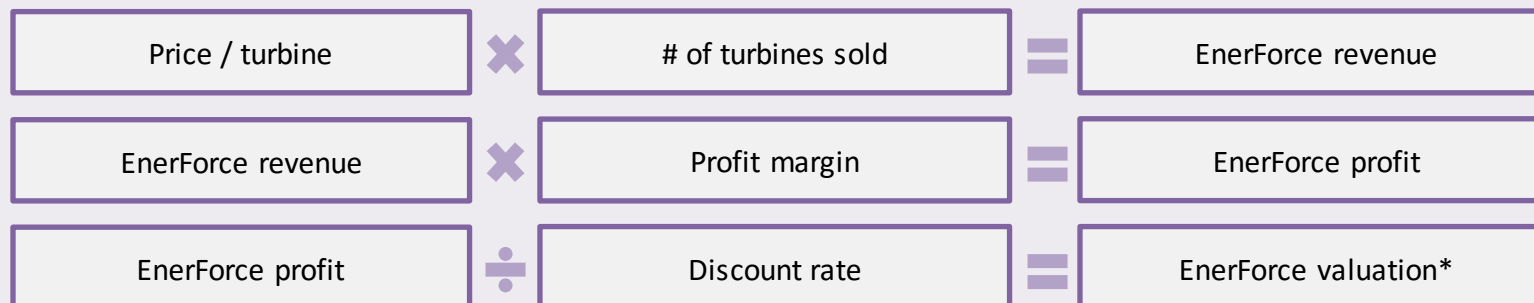 Price / turbine × # of turbines sold = EnerForce revenue
EnerForce revenue × Profit margin = EnerForce profit
EnerForce profit ÷ Discount rate = EnerForce valuation*